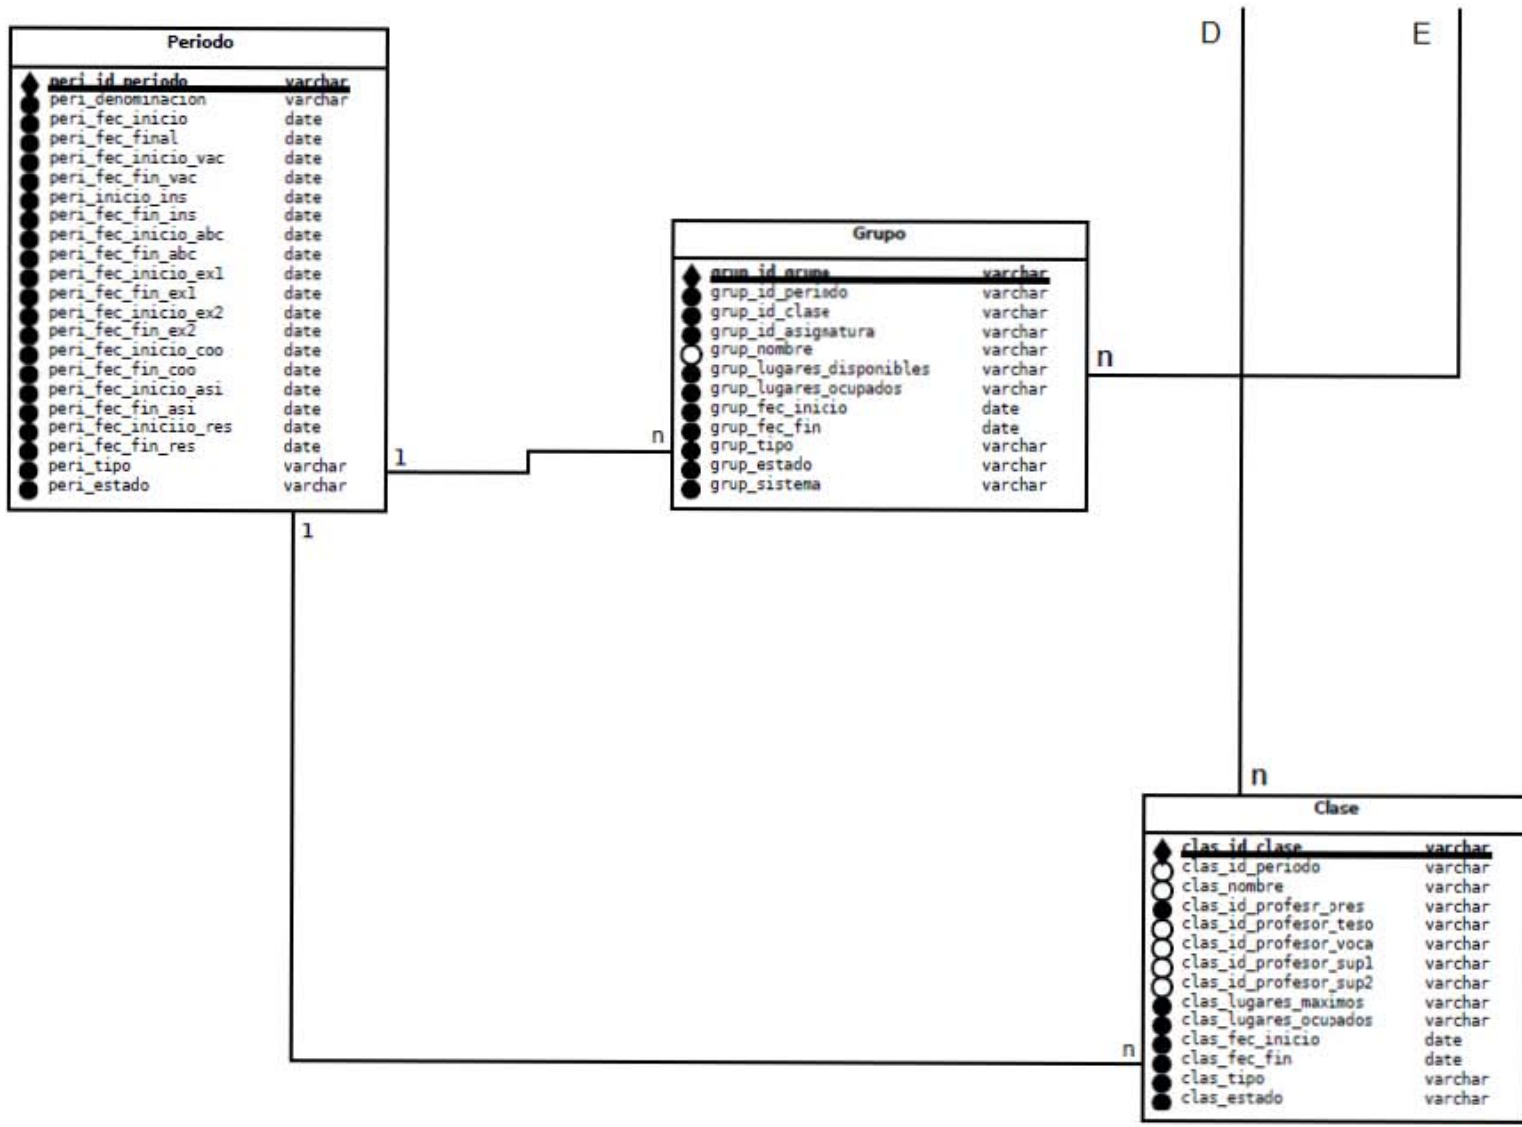 D
E
Periodo
peri_id_periodo varchar
peri_denominacion varchar
peri_fec_inicio date
peri_fec_final date
peri_fec_inicio_vac date
peri_fec_fin_vac date
peri_inicio_ins date
peri_fec_fin_ins date
peri_fec_inicio_abc date
peri_fec_fin_abc date
peri_fec_inicio_ex1 date
peri_fec_fin_ex1 date
peri_fec_inicio_ex2 date
peri_fec_fin_ex2 date
peri_fec_inicio_coo date
peri_fec_fin_coo date
peri_fec_inicio_asi date
peri_fec_fin_asi date
peri_fec_iniciio_res date
peri_fec_fin_res date
peri_tipo varchar
peri_estado varchar
1
1
n
Grupo
grup_id_grupo varchar
grup_id_periodo varchar
grup_id_clase varchar
grup_id_asignatura varchar
grup_nombre varchar
grup_lugares_disponibles varchar
grup_lugares_ocupados varchar
grup_fec_inicio date
grup_fec_fin date
grup_tipo varchar
grup_estado varchar
grup_sistema varchar
n
n
Clase
clas_id_clase varchar
clas_id_periodo varchar
clas_nombre varchar
clas_id_profesr_pres varchar
clas_id_profesor_teso varchar
clas_id_profesor_voca varchar
clas_id_profesor_sup1 varchar
clas_id_profesor_sup2 varchar
clas_lugares_maximos varchar
clas_lugares_ocupados varchar
clas_fec_inicio date
clas_fec_fin date
clas_tipo varchar
clas_estado varchar
n